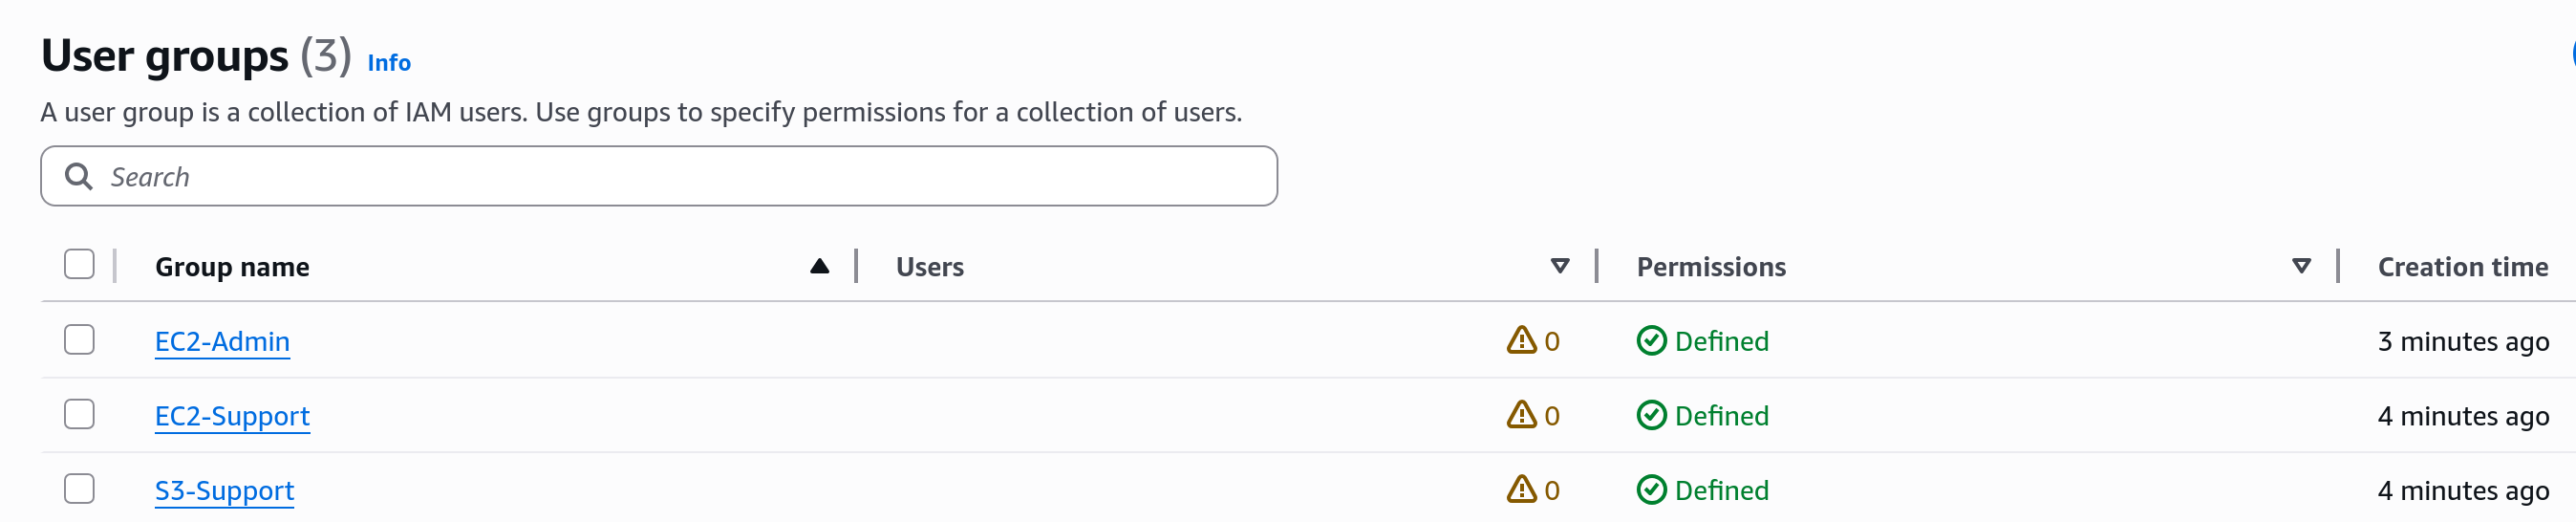 User groups (3) Info
A user group is a collection of IAM users. Use groups to specify permissions for a collection of users.
Search
Group name Users Permissions Creation time
EC2-Admin 0 Defined 3 minutes ago
EC2-Support 0 Defined 4 minutes ago
S3-Support 0 Defined 4 minutes ago